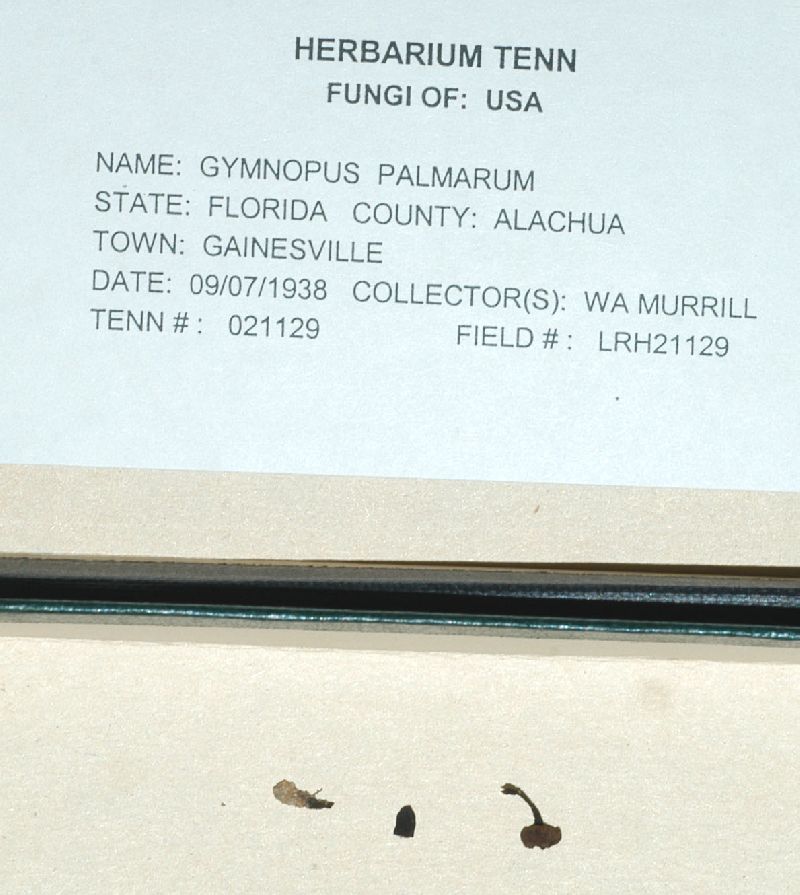 HERBARIUM TENN
FUNGI OF: USA
NAME: GYMNOPUS PALMARUM
STATE: FLORIDA COUNTY: ALACHUA
TOWN: GAINESVILLE
DATE: 09/07/1938 COLLECTOR(S): WA MURRILL
TENN # : 021129 FIELD # : LRH21129